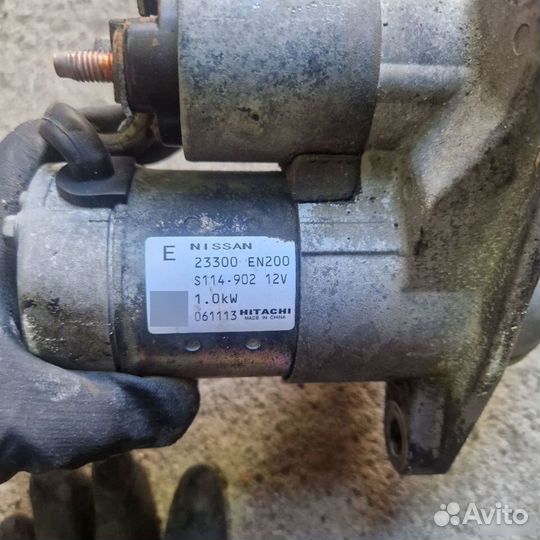 E NISSAN
23300 EN200
S114-902 12V
1.0kW
061113 HITACHI
MADE IN CHINA
Avito